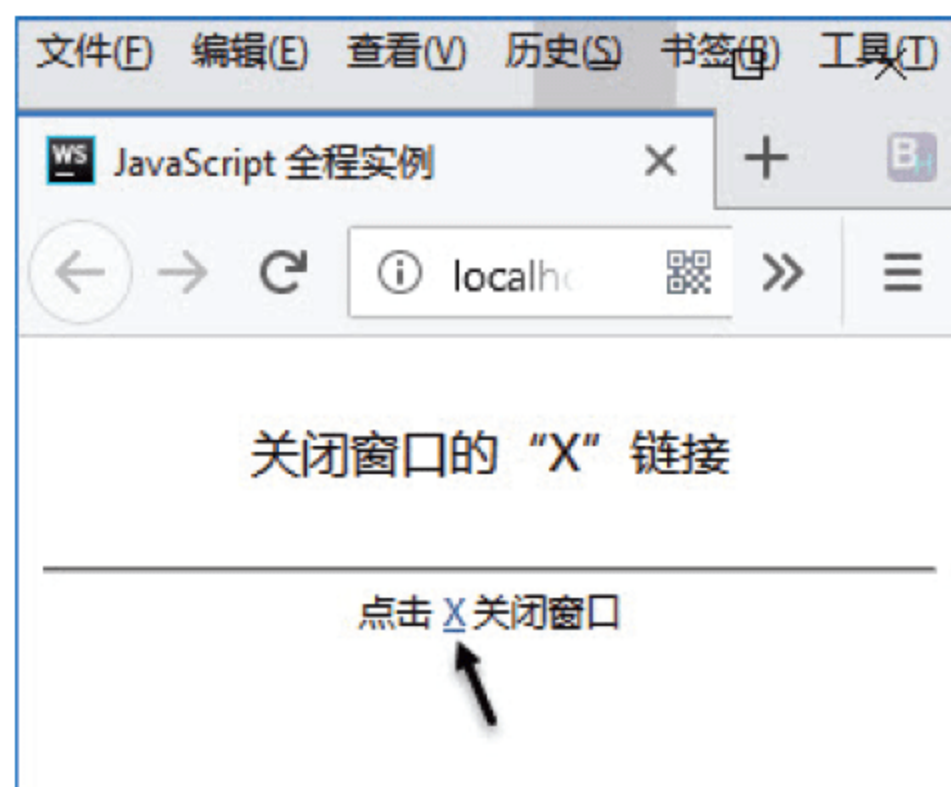 文件(F) 编辑(E) 查看(V) 历史(S) 书签(B) 工具(T)
WS JavaScript 全程实例
localho
关闭窗口的“X”链接
点击 X 关闭窗口